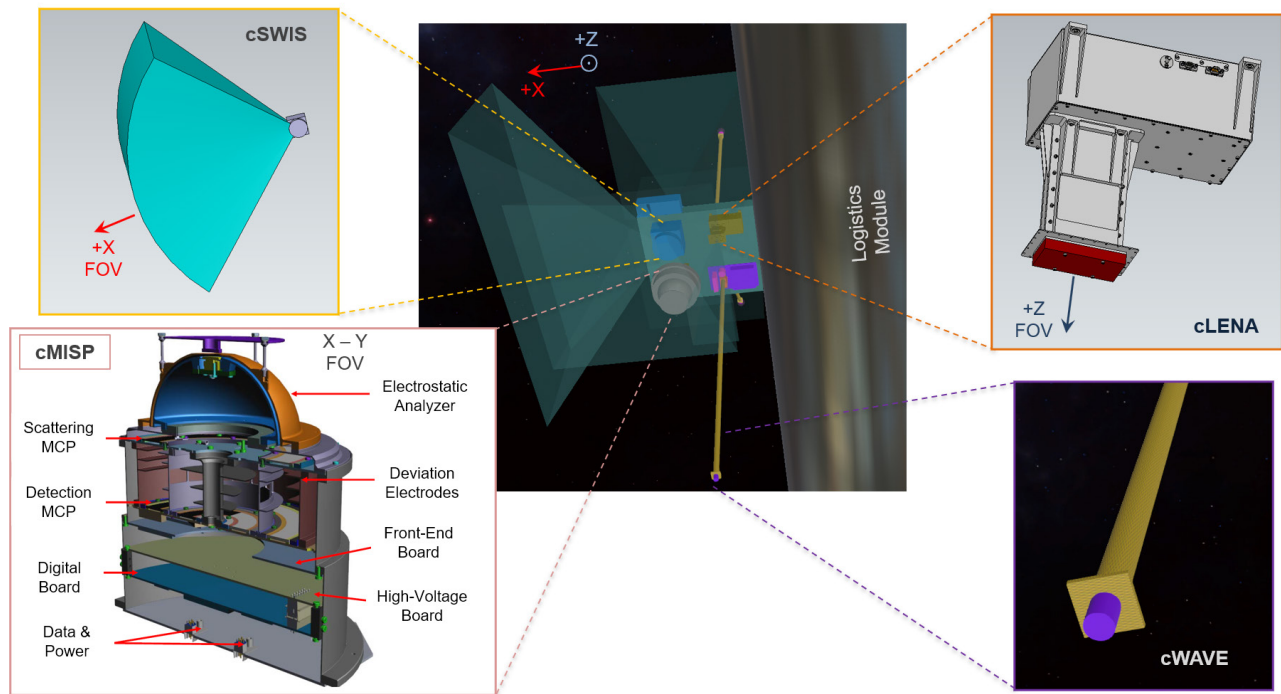 cSWIS
+X
FOV
+Z
+X
Logistics
Module
+Z
FOV
cLENA
cMISP
X – Y
FOV
Electrostatic
Analyzer
Scattering
MCP
Deviation
Electrodes
Detection
MCP
Front-End
Board
Digital
Board
High-Voltage
Board
Data &
Power
cWAVE